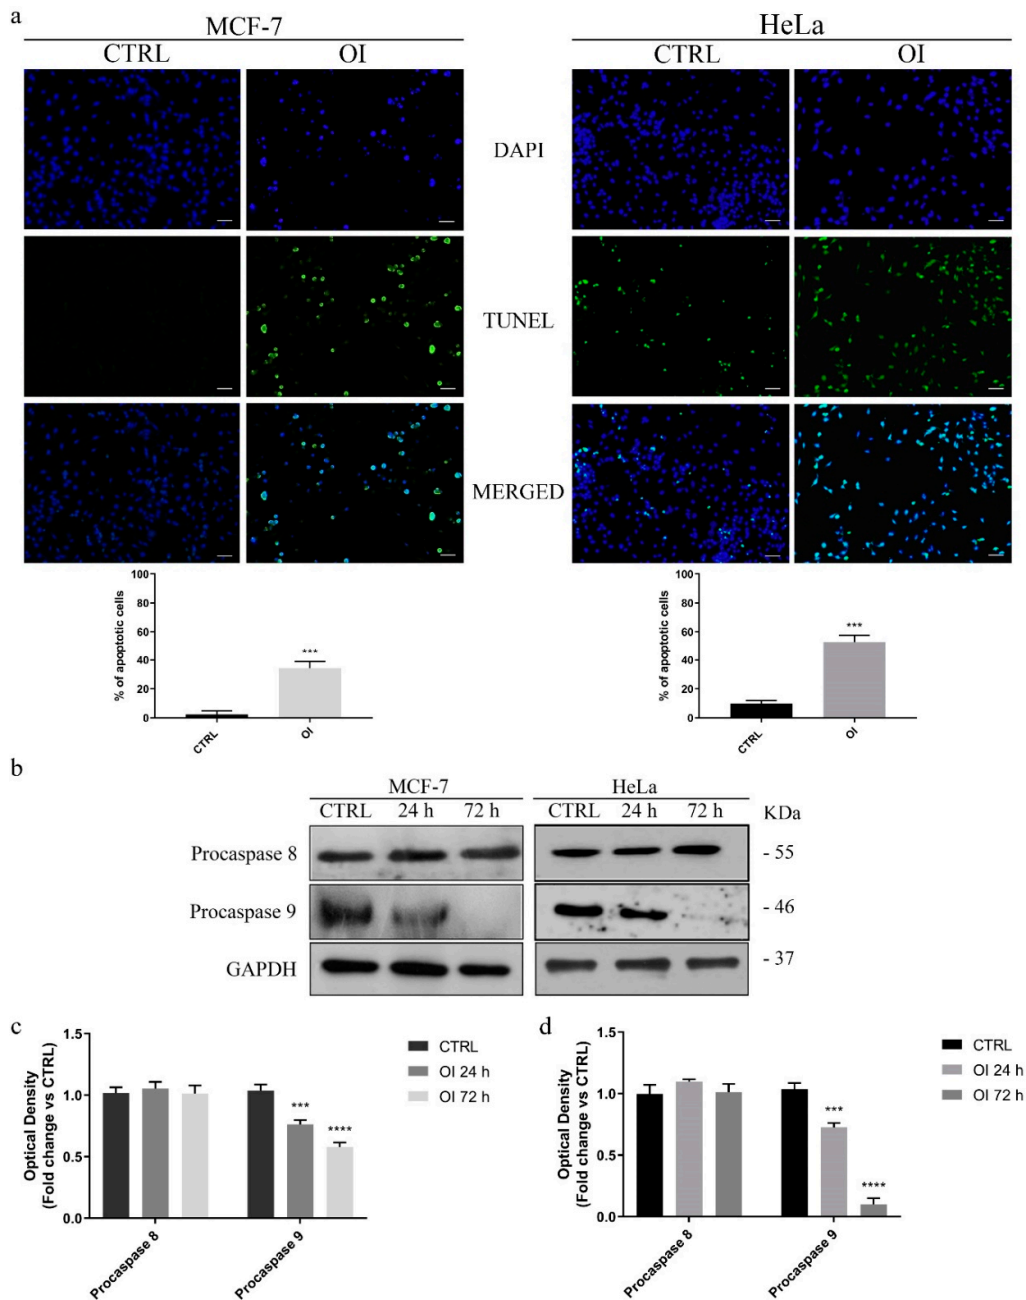 a
MCF-7
HeLa
CTRL OI
CTRL OI
DAPI
TUNEL
MERGED
100
80
60
40
20
0
% of apoptotic cells
***
CTRL
OI
100
80
60
40
20
0
% of apoptotic cells
***
CTRL
OI
b
MCF-7
HeLa
CTRL 24 h 72 h
CTRL 24 h 72 h
KDa
Procaspase 8
- 55
Procaspase 9
- 46
GAPDH
- 37
c
1.5
1.0
0.5
0.0
Optical Density
(Fold change vs CTRL)
***
****
Procaspase 8
Procaspase 9
CTRL
OI 24 h
OI 72 h
d
1.5
1.0
0.5
0.0
Optical Density
(Fold change vs CTRL)
***
****
Procaspase 8
Procaspase 9
CTRL
OI 24 h
OI 72 h